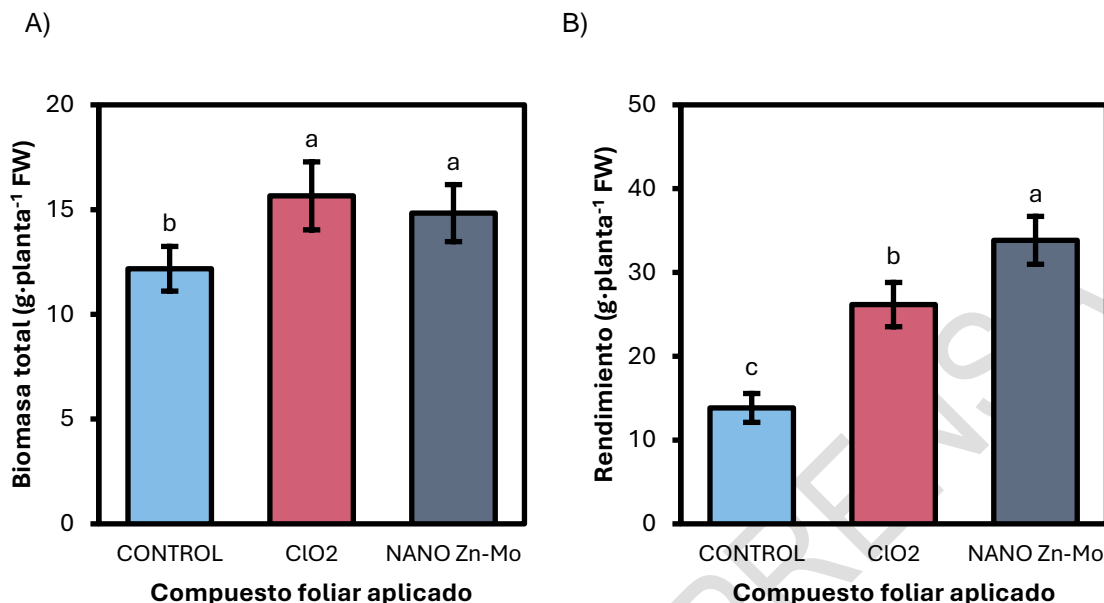 A)
Biomasa total (g·planta⁻¹ FW)
20
15
10
5
0
b
a
a
CONTROL
ClO2
NANO Zn-Mo
Compuesto foliar aplicado
B)
Rendimiento (g·planta⁻¹ FW)
50
40
30
20
10
0
c
b
a
CONTROL
ClO2
NANO Zn-Mo
Compuesto foliar aplicado